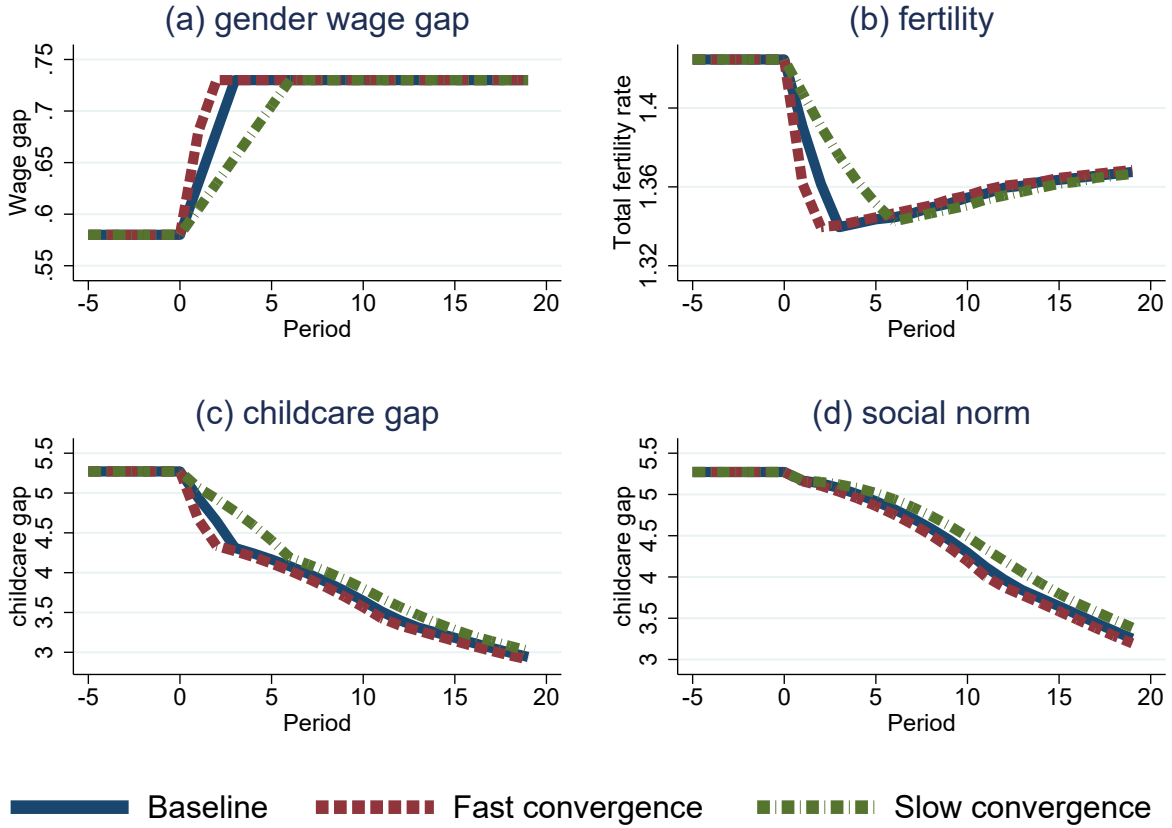 (a) gender wage gap
Wage gap
.75
.7
.65
.6
.55
-5 0 5 10 15 20
Period
(b) fertility
Total fertility rate
1.4
1.36
1.32
-5 0 5 10 15 20
Period
(c) childcare gap
childcare gap
5.5
5
4.5
4
3.5
3
-5 0 5 10 15 20
Period
(d) social norm
childcare gap
5.5
5
4.5
4
3.5
3
-5 0 5 10 15 20
Period
Baseline Fast convergence Slow convergence